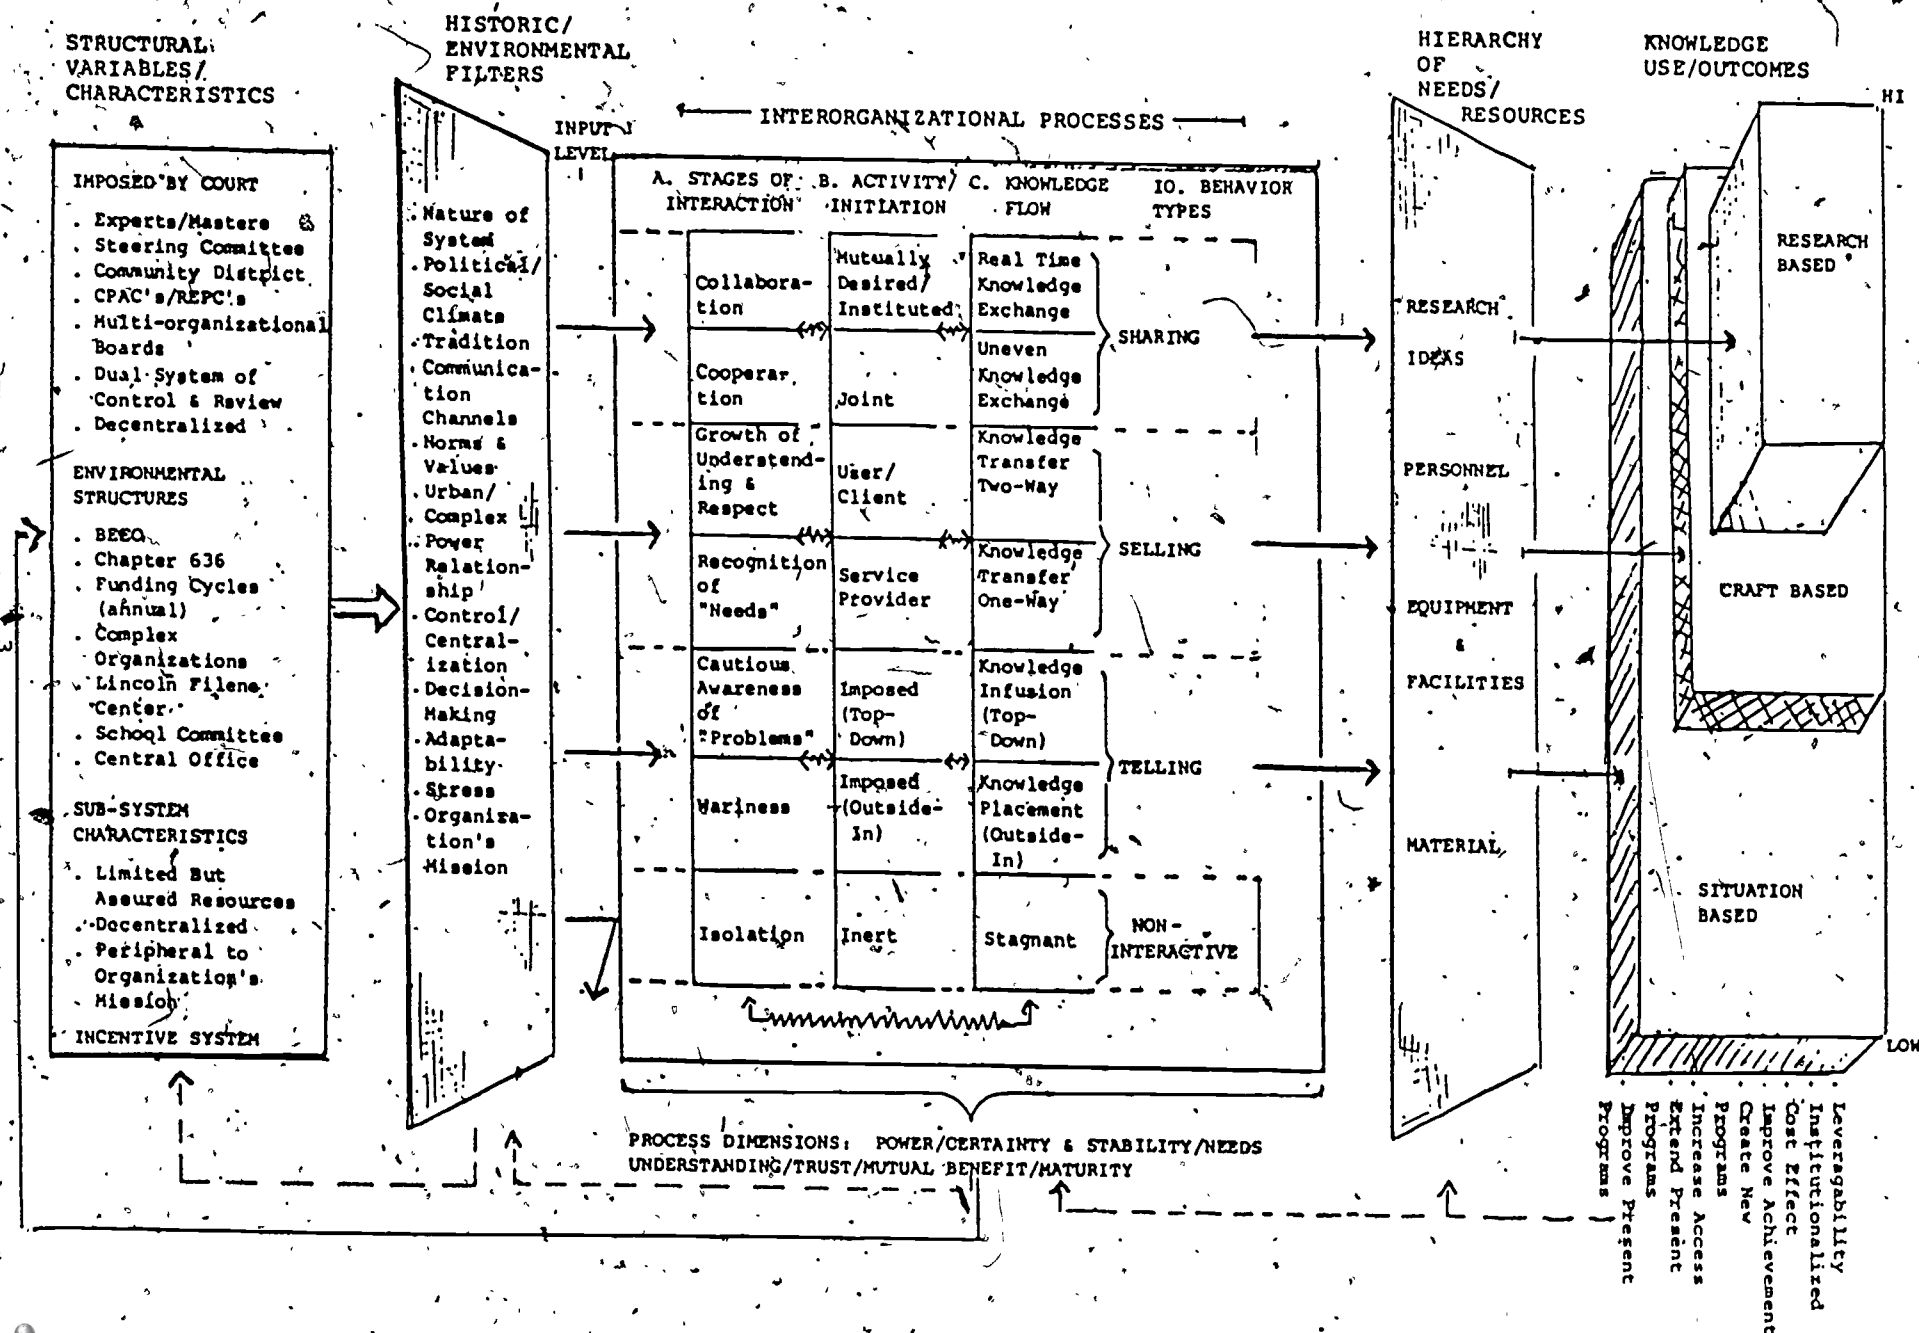 STRUCTURAL
VARIABLES/
CHARACTERISTICS
HISTORIC/
ENVIRONMENTAL
FILTERS
INPUT
LEVEL
INTERORGANIZATIONAL PROCESSES
HIERARCHY
OF
NEEDS/
RESOURCES
KNOWLEDGE
USE/OUTCOMES
HI
IMPOSED BY COURT
. Experts/Masters
. Steering Committee
. Community District
. CPAC's/REPC's
. Multi-organizational
Boards
. Dual System of
Control & Review
. Decentralized
ENVIRONMENTAL
STRUCTURES
. BEEO
. Chapter 636
. Funding Cycles
(annual)
. Complex
Organizations
. Lincoln Filene
Center
. School Committee
. Central Office
SUB-SYSTEM
CHARACTERISTICS
. Limited But
Assured Resources
. Decentralized
. Peripheral to
Organization's
Mission
INCENTIVE SYSTEM
. Nature of
System
. Political/
Social
Climate
. Tradition
. Communica-
tion
Channels
. Norms &
Values
. Urban/
Complex
. Power
Relation-
ship
. Control/
Central-
ization
. Decision-
Making
. Adapta-
bility
. Stress
. Organiza-
tion's
Mission
A. STAGES OF
INTERACTION
B. ACTIVITY/
INITIATION
C. KNOWLEDGE
FLOW
IO. BEHAVIOR
TYPES
Collabora-
tion
Mutually
Desired/
Instituted
Real Time
Knowledge
Exchange
SHARING
Coopera-
tion
Joint
Uneven
Knowledge
Exchange
Growth of
Understand-
ing &
Respect
User/
Client
Knowledge
Transfer
Two-Way
SELLING
Recognition
of
"Needs"
Service
Provider
Knowledge
Transfer
One-Way
Cautious
Awareness
of
"Problems"
Imposed
(Top-
Down)
Knowledge
Infusion
(Top-
Down)
TELLING
Wariness
Imposed
(Outside-
In)
Knowledge
Placement
(Outside-
In)
Isolation
Inert
Stagnant
NON-
INTERACTIVE
PROCESS DIMENSIONS: POWER/CERTAINTY & STABILITY/NEEDS
UNDERSTANDING/TRUST/MUTUAL BENEFIT/MATURITY
RESEARCH
IDEAS
PERSONNEL
EQUIPMENT
&
FACILITIES
MATERIAL
RESEARCH
BASED
CRAFT BASED
SITUATION
BASED
LOW
. Leveragability
. Institutionalized
. Cost Effect
. Improve Achievement
. Create New
Programs
. Increase Access
. Extend Present
Programs
. Improve Present
Programs